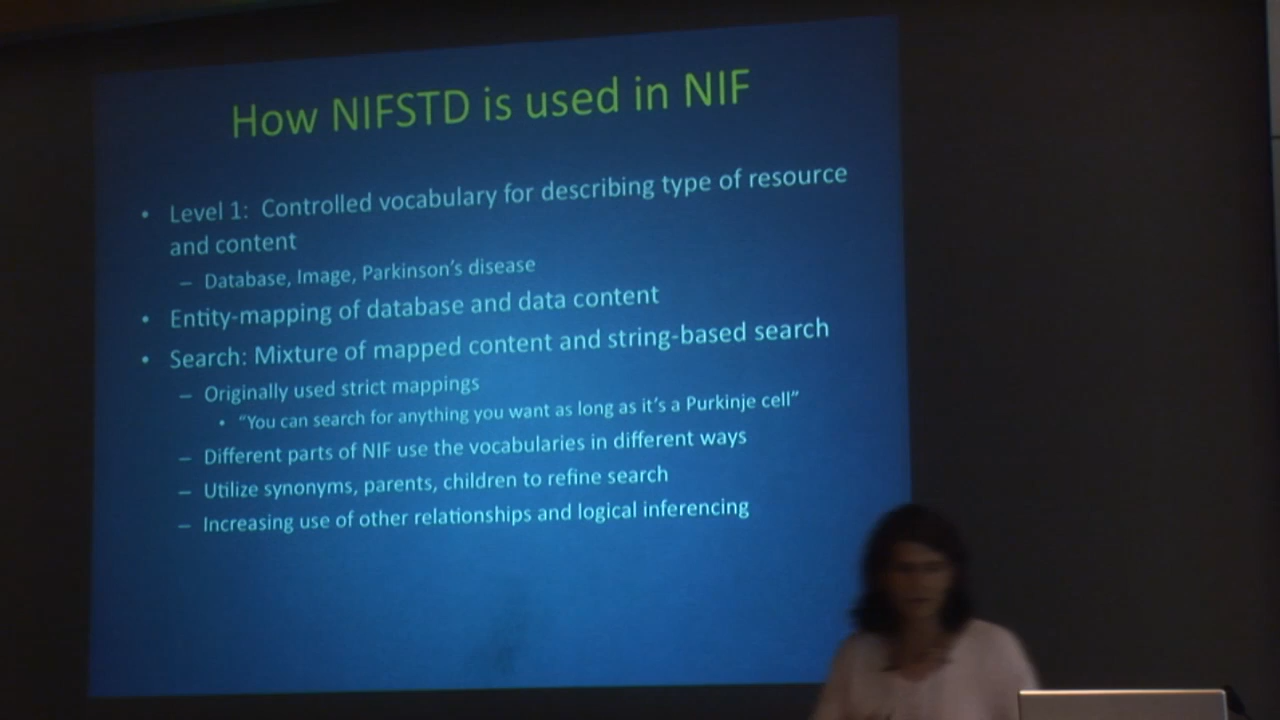 How NIFSTD is used in NIF
• Level 1: Controlled vocabulary for describing type of resource
and content
– Database, Image, Parkinson's disease
• Entity-mapping of database and data content
• Search: Mixture of mapped content and string-based search
– Originally used strict mappings
• “You can search for anything you want as long as it's a Purkinje cell”
– Different parts of NIF use the vocabularies in different ways
– Utilize synonyms, parents, children to refine search
– Increasing use of other relationships and logical inferencing